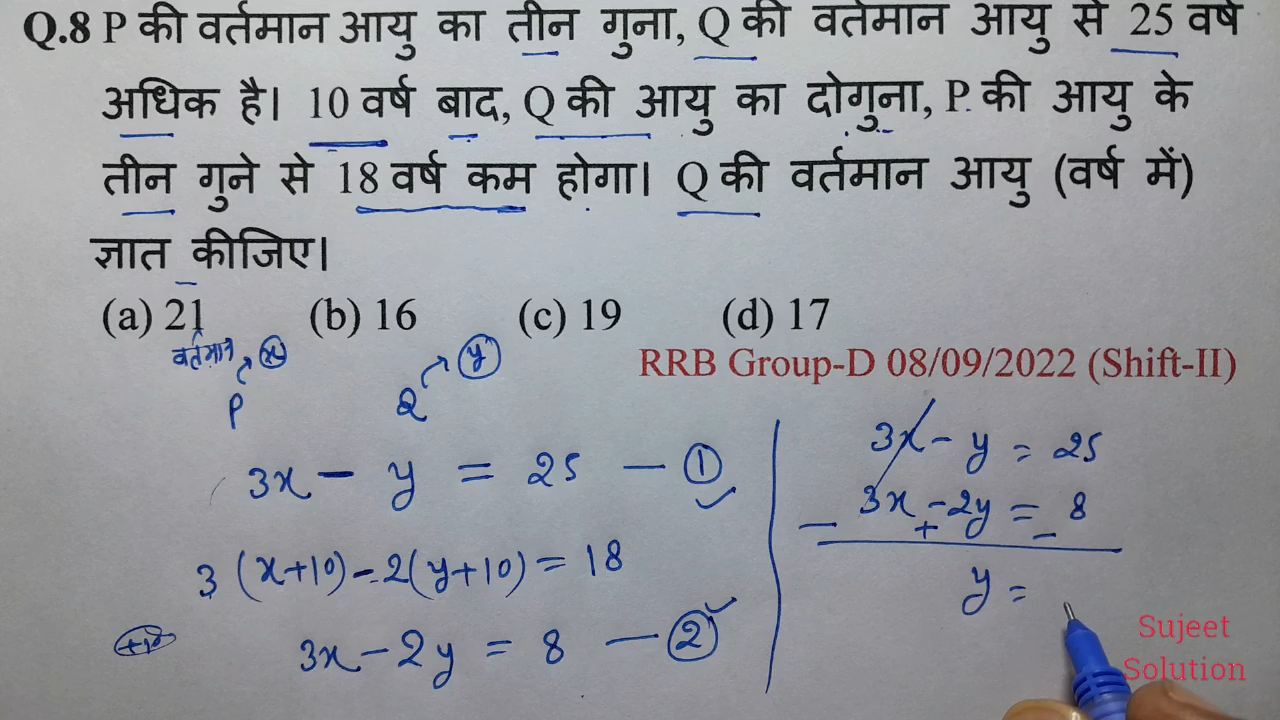 Q.8 P की वर्तमान आयु का तीन गुना, Q की वर्तमान आयु से 25 वर्ष
अधिक है। 10 वर्ष बाद, Q की आयु का दोगुना, P की आयु के
तीन गुने से 18 वर्ष कम होगा। Q की वर्तमान आयु (वर्ष में)
ज्ञात कीजिए।
(a) 21 (b) 16 (c) 19 (d) 17
RRB Group-D 08/09/2022 (Shift-II)
वर्तमान x y
P Q
3x - y = 25 — ①
3(x+10) - 2(y+10) = 18
3x - 2y = 8 — ②
3x - y = 25
3x - 2y = 8
- + -
y =
Sujeet
Solution